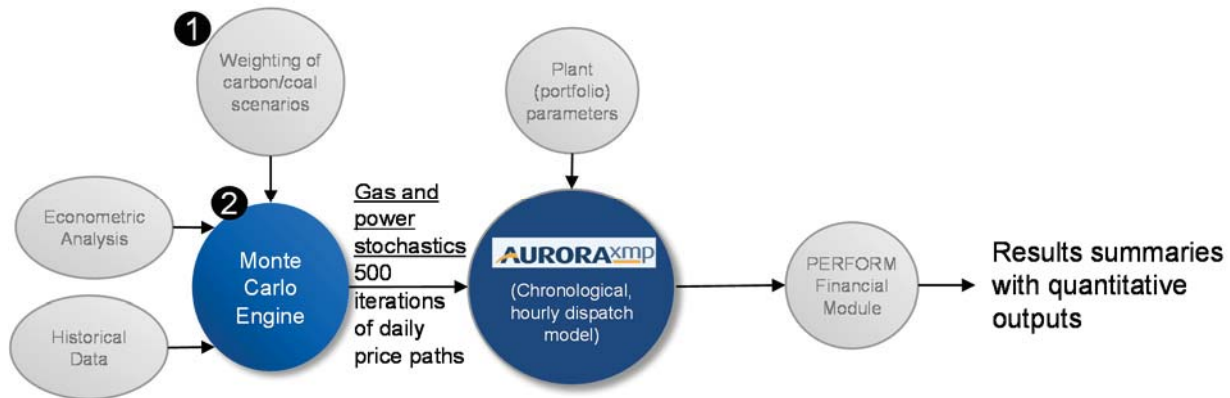 1
Weighting of
carbon/coal
scenarios
Plant
(portfolio)
parameters
2
Econometric
Analysis
Historical
Data
Monte
Carlo
Engine
Gas and
power
stochastics
500
iterations
of daily
price paths
AURORAxmp
(Chronological,
hourly dispatch
model)
PERFORM
Financial
Module
Results summaries
with quantitative
outputs